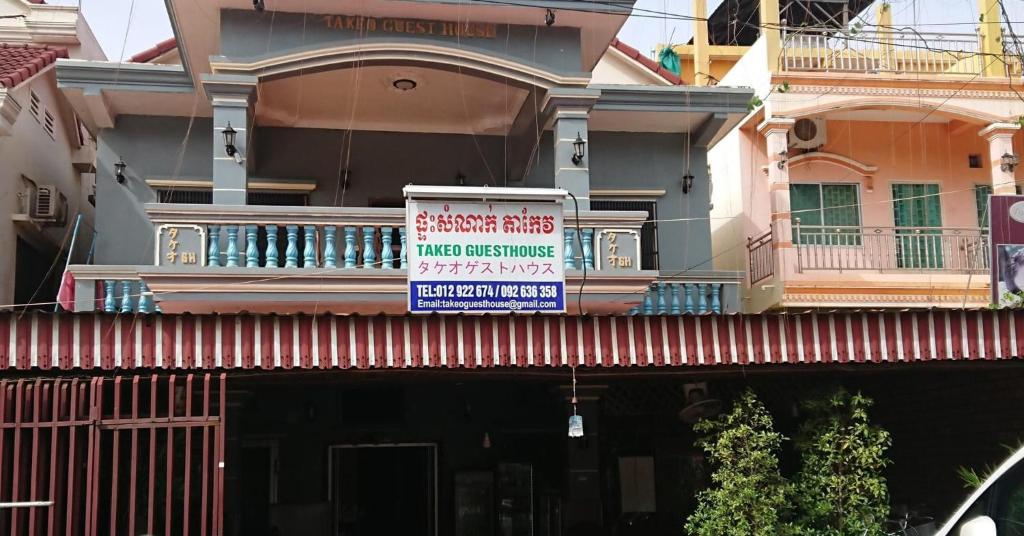 TAKEO GUEST HOUSE
ផ្ទះសំណាក់ តាកែវ
TAKEO GUESTHOUSE
タケオゲストハウス
TEL:012 922 674 / 092 636 358
Email:takeoguesthouse@gmail.com
タケオ
GH
タケオ
GH